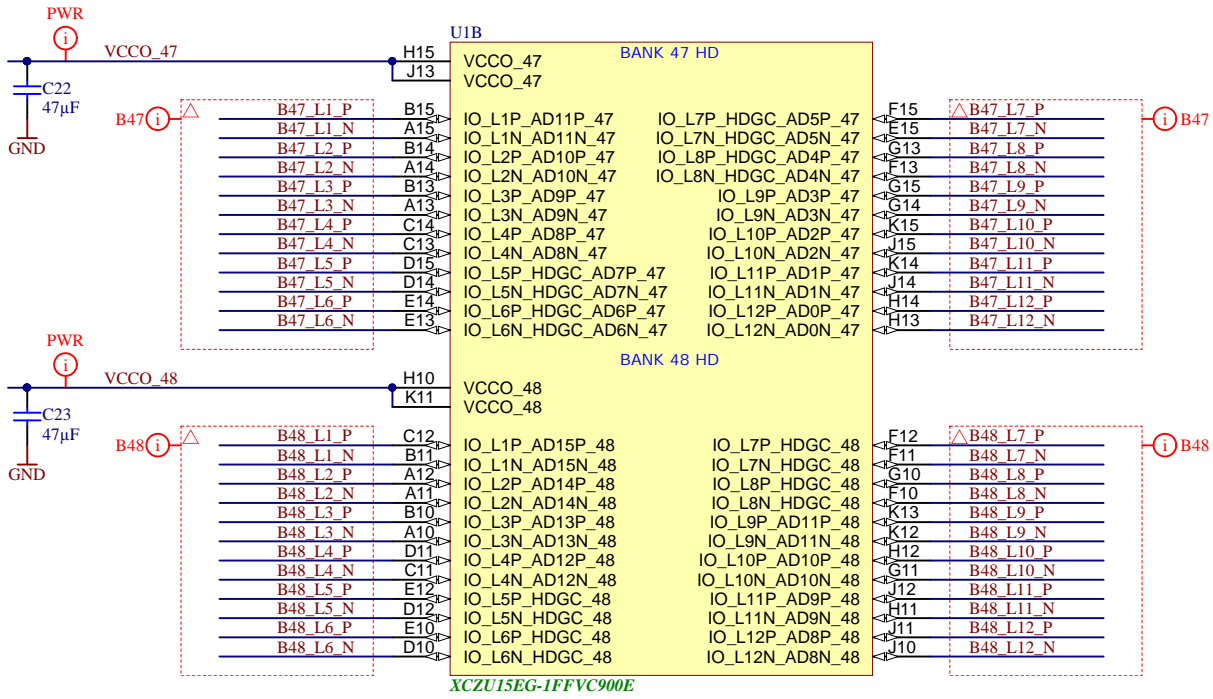 PWR
VCCO_47
C22
47µF
GND
U1B
BANK 47 HD
H15 VCCO_47
J13 VCCO_47
B47
B47
B47_L1_P B15 IO_L1P_AD11P_47 IO_L7P_HDGC_AD5P_47 F15 B47_L7_P
B47_L1_N A15 IO_L1N_AD11N_47 IO_L7N_HDGC_AD5N_47 E15 B47_L7_N
B47_L2_P B14 IO_L2P_AD10P_47 IO_L8P_HDGC_AD4P_47 G13 B47_L8_P
B47_L2_N A14 IO_L2N_AD10N_47 IO_L8N_HDGC_AD4N_47 F13 B47_L8_N
B47_L3_P B13 IO_L3P_AD9P_47 IO_L9P_AD3P_47 G15 B47_L9_P
B47_L3_N A13 IO_L3N_AD9N_47 IO_L9N_AD3N_47 G14 B47_L9_N
B47_L4_P C14 IO_L4P_AD8P_47 IO_L10P_AD2P_47 K15 B47_L10_P
B47_L4_N C13 IO_L4N_AD8N_47 IO_L10N_AD2N_47 J15 B47_L10_N
B47_L5_P D15 IO_L5P_HDGC_AD7P_47 IO_L11P_AD1P_47 K14 B47_L11_P
B47_L5_N D14 IO_L5N_HDGC_AD7N_47 IO_L11N_AD1N_47 J14 B47_L11_N
B47_L6_P E14 IO_L6P_HDGC_AD6P_47 IO_L12P_AD0P_47 H14 B47_L12_P
B47_L6_N E13 IO_L6N_HDGC_AD6N_47 IO_L12N_AD0N_47 H13 B47_L12_N
PWR
VCCO_48
C23
47µF
GND
BANK 48 HD
H10 VCCO_48
K11 VCCO_48
B48
B48
B48_L1_P C12 IO_L1P_AD15P_48 IO_L7P_HDGC_48 F12 B48_L7_P
B48_L1_N B11 IO_L1N_AD15N_48 IO_L7N_HDGC_48 F11 B48_L7_N
B48_L2_P A12 IO_L2P_AD14P_48 IO_L8P_HDGC_48 G10 B48_L8_P
B48_L2_N A11 IO_L2N_AD14N_48 IO_L8N_HDGC_48 F10 B48_L8_N
B48_L3_P B10 IO_L3P_AD13P_48 IO_L9P_AD11P_48 K13 B48_L9_P
B48_L3_N A10 IO_L3N_AD13N_48 IO_L9N_AD11N_48 K12 B48_L9_N
B48_L4_P D11 IO_L4P_AD12P_48 IO_L10P_AD10P_48 H12 B48_L10_P
B48_L4_N C11 IO_L4N_AD12N_48 IO_L10N_AD10N_48 G11 B48_L10_N
B48_L5_P E12 IO_L5P_HDGC_48 IO_L11P_AD9P_48 J12 B48_L11_P
B48_L5_N D12 IO_L5N_HDGC_48 IO_L11N_AD9N_48 H11 B48_L11_N
B48_L6_P E10 IO_L6P_HDGC_48 IO_L12P_AD8P_48 J11 B48_L12_P
B48_L6_N D10 IO_L6N_HDGC_48 IO_L12N_AD8N_48 J10 B48_L12_N
XCZU15EG-1FFVC900E